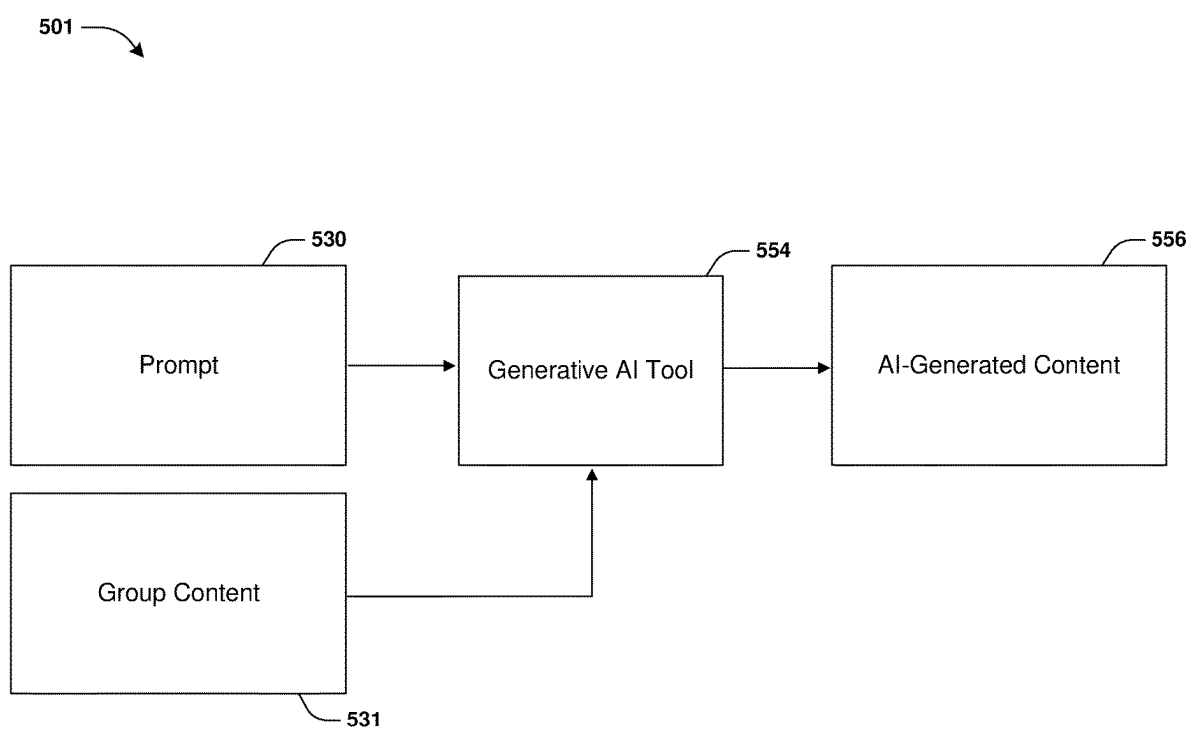 501
530
554
556
Prompt
Generative AI Tool
AI-Generated Content
Group Content
531